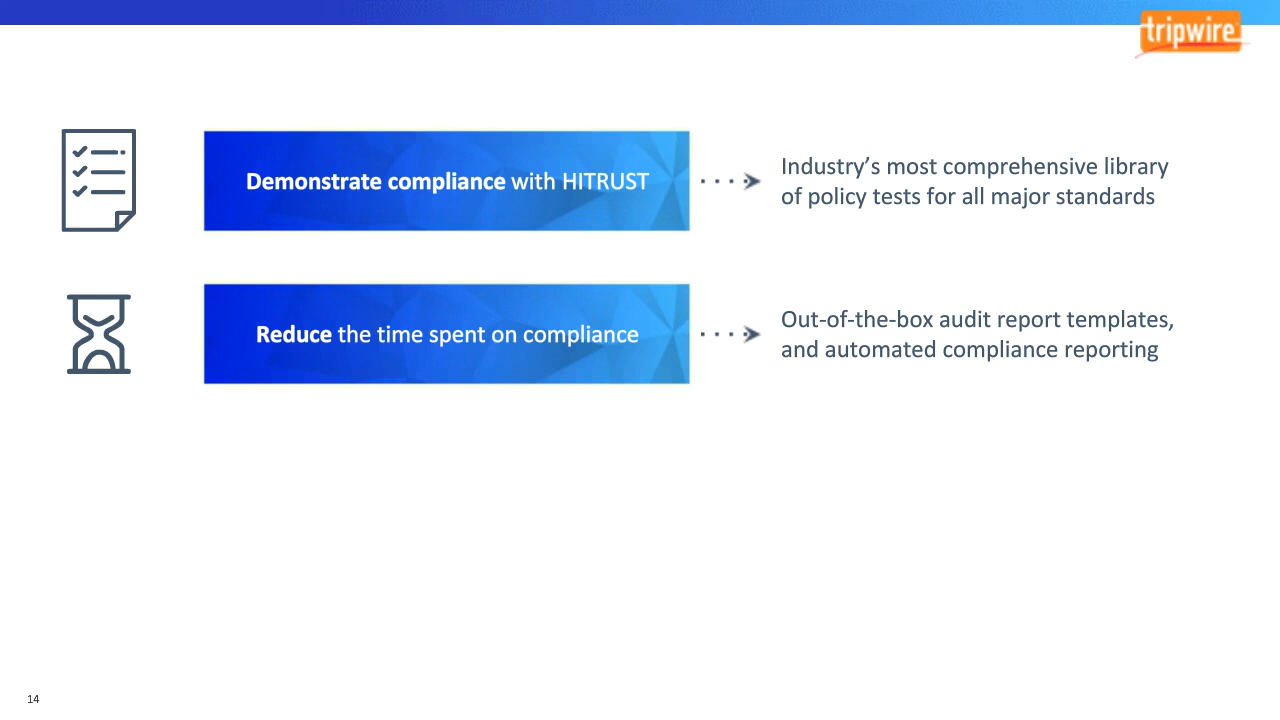 tripwire
Demonstrate compliance with HITRUST
Industry’s most comprehensive library
of policy tests for all major standards
Reduce the time spent on compliance
Out-of-the-box audit report templates,
and automated compliance reporting
14